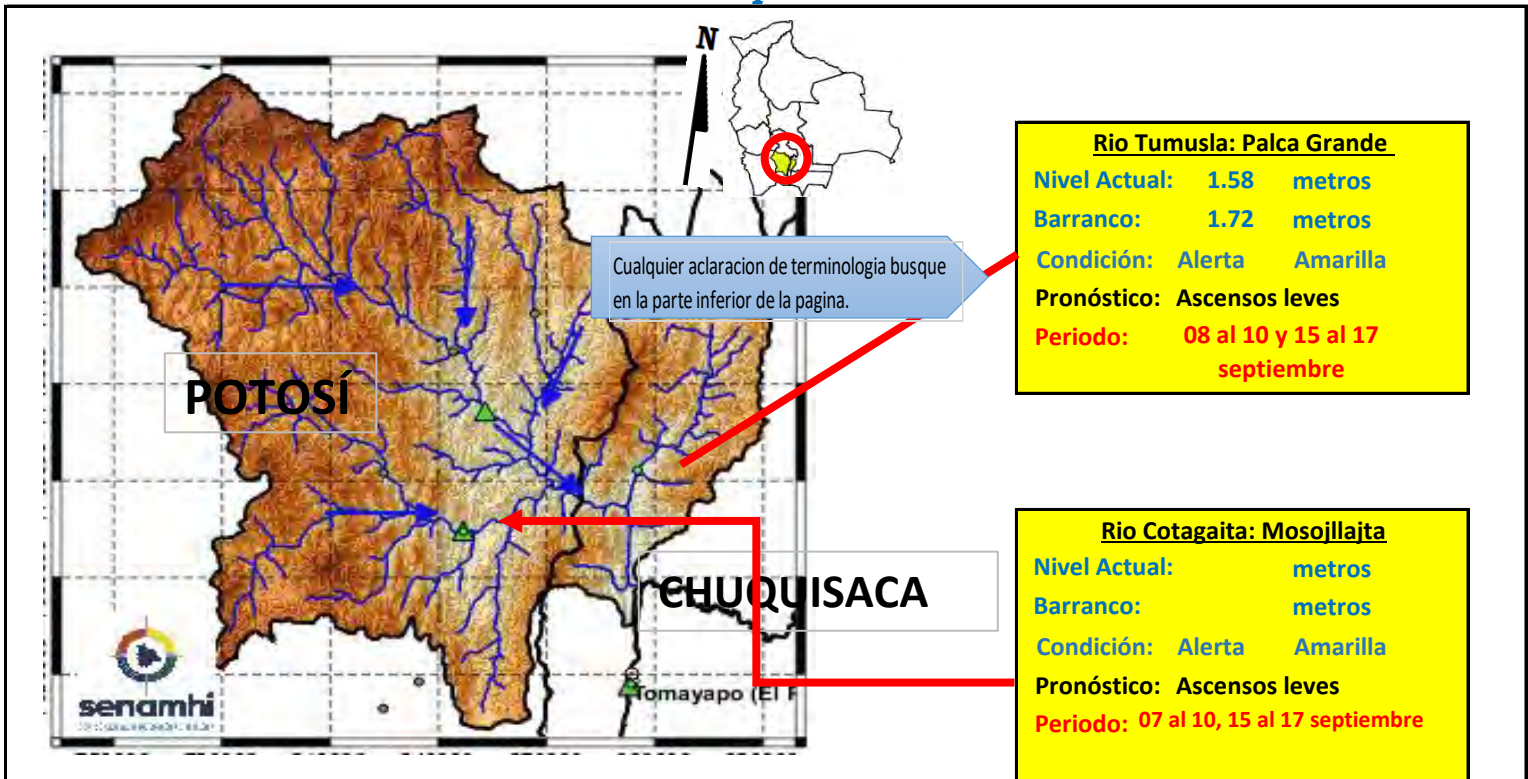 N
Rio Tumusla: Palca Grande
Nivel Actual: 1.58 metros
Barranco: 1.72 metros
Condición: Alerta Amarilla
Pronóstico: Ascensos leves
Periodo: 08 al 10 y 15 al 17
septiembre
Cualquier aclaracion de terminologia busque
en la parte inferior de la pagina.
POTOSÍ
CHUQUISACA
Rio Cotagaita: Mosojllajta
Nivel Actual: metros
Barranco: metros
Condición: Alerta Amarilla
Pronóstico: Ascensos leves
Periodo: 07 al 10, 15 al 17 septiembre
senamhi
Tomayapo (El